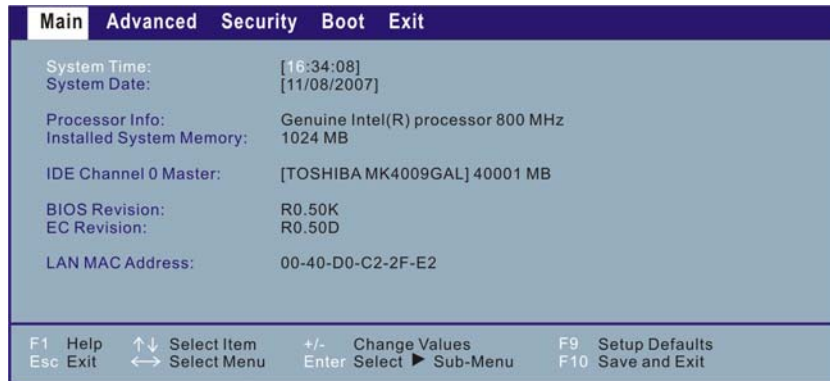 Main Advanced Security Boot Exit
System Time: [16:34:08]
System Date: [11/08/2007]
Processor Info: Genuine Intel(R) processor 800 MHz
Installed System Memory: 1024 MB
IDE Channel 0 Master: [TOSHIBA MK4009GAL] 40001 MB
BIOS Revision: R0.50K
EC Revision: R0.50D
LAN MAC Address: 00-40-D0-C2-2F-E2
F1 Help ↑↓ Select Item +/- Change Values F9 Setup Defaults
Esc Exit ↔ Select Menu Enter Select ▶ Sub-Menu F10 Save and Exit